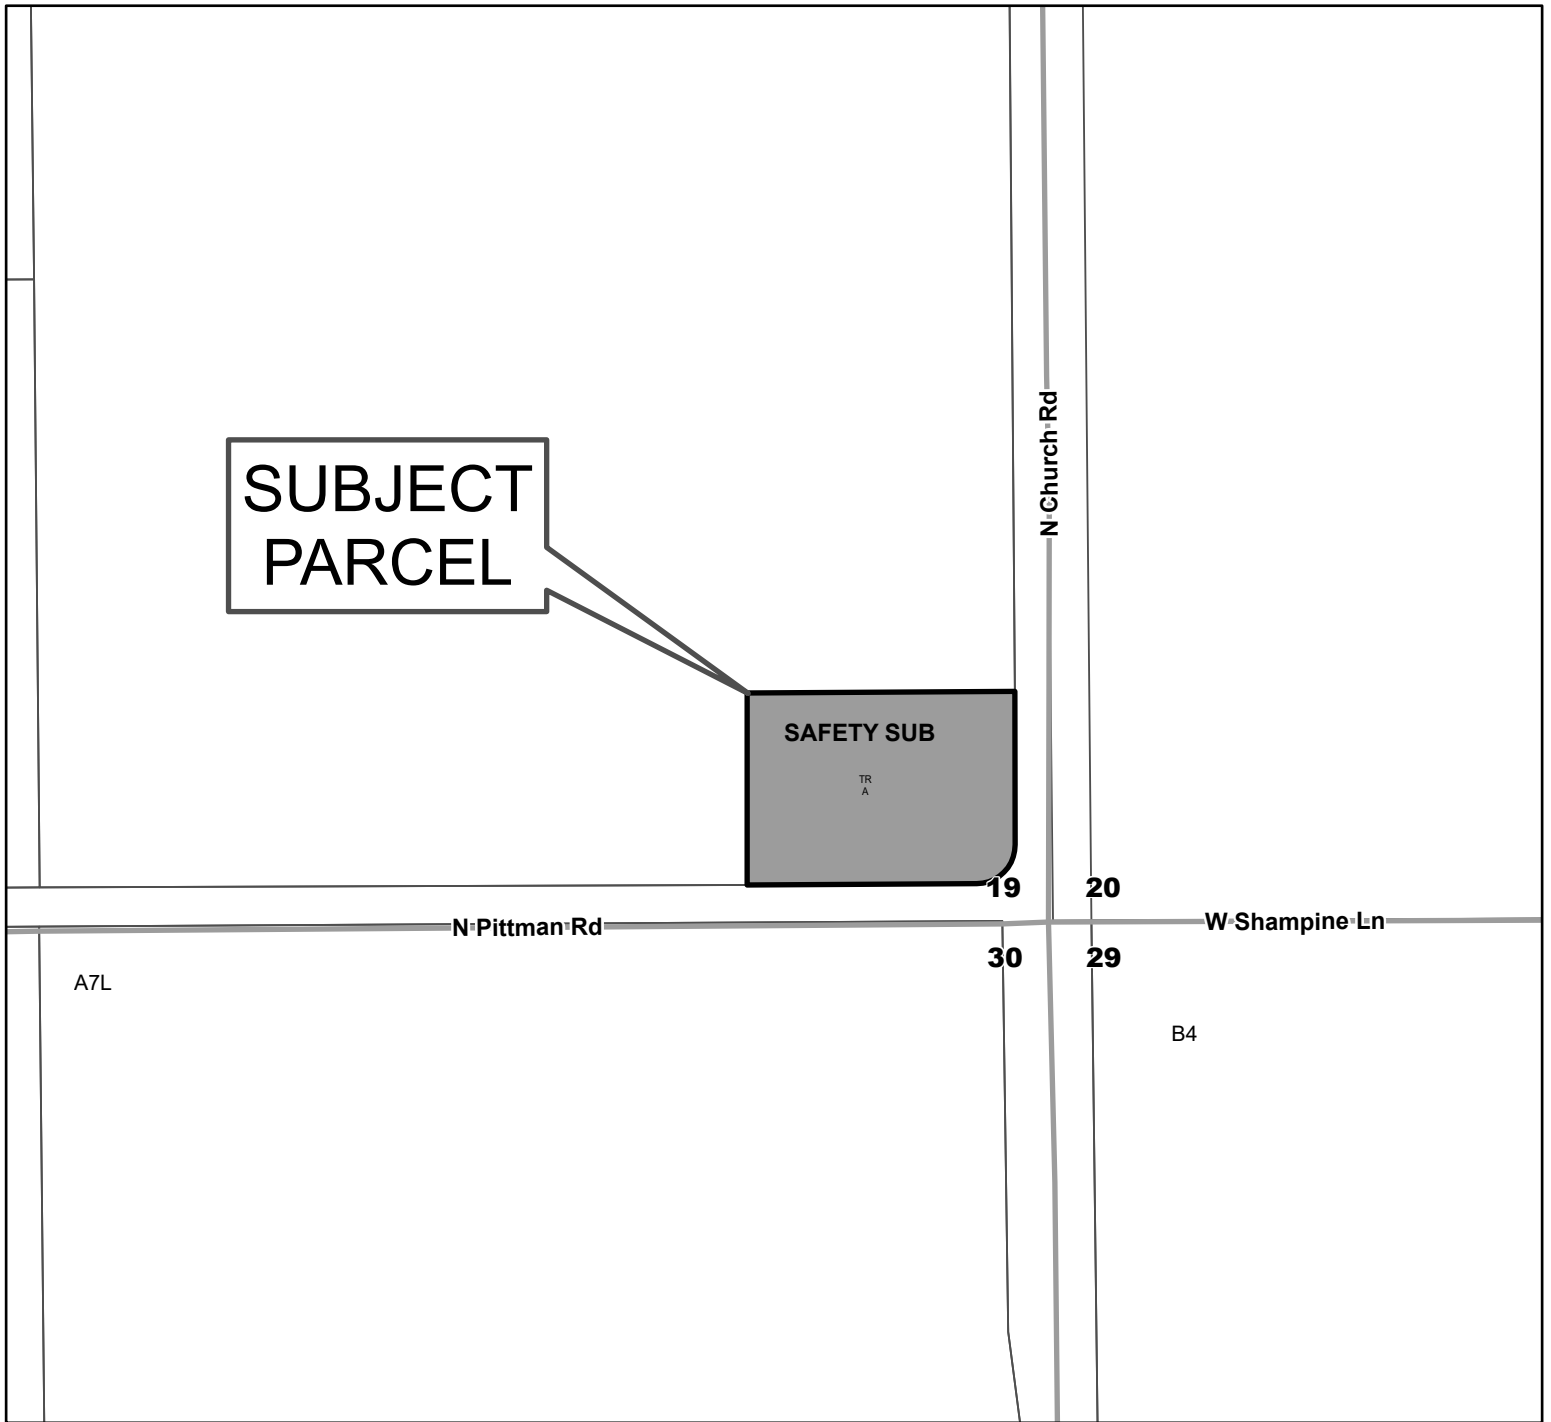 N Church Rd
SUBJECT
PARCEL
SAFETY SUB
TR
A
19
20
N Pittman Rd
W Shampine Ln
30
29
A7L
B4